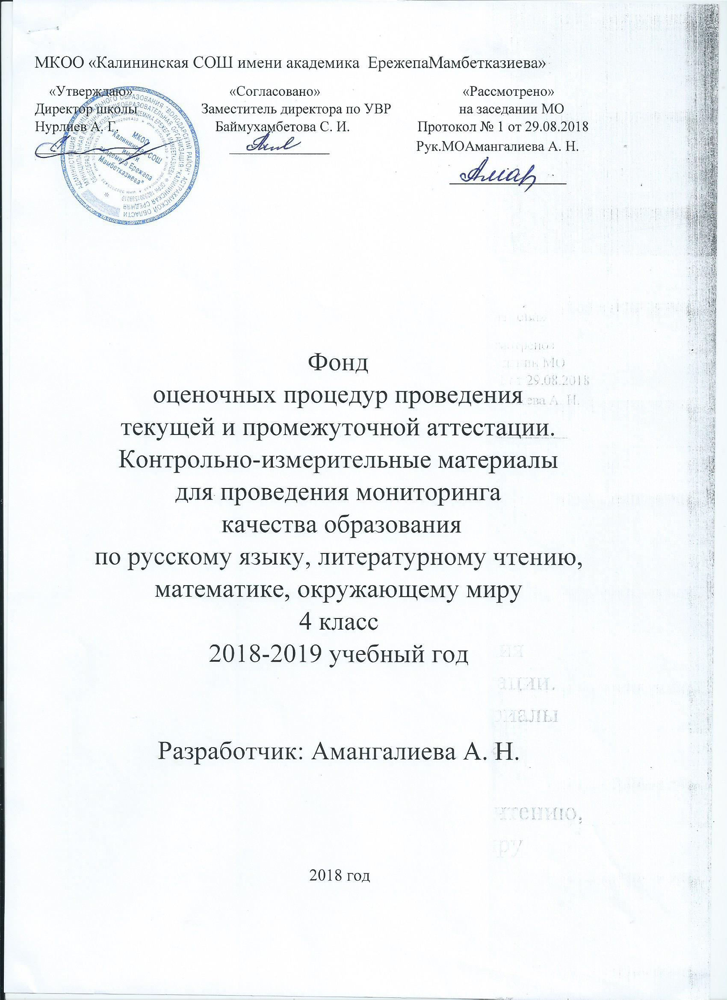 МКОО «Калининская СОШ имени академика  ЕрежепаМамбетказиева»
«Утверждаю»
Директор школы
Нурлиев А. Г.
«Согласовано»
Заместитель директора по УВР
Баймухамбетова С. И.
«Рассмотрено»
на заседании МО
Протокол № 1 от 29.08.2018
Рук.МОАмангалиева А. Н.
МКОО
"Калининская СОШ
имени
академика Ережепа
Мамбетказиева"
Фонд
оценочных процедур проведения
текущей и промежуточной аттестации.
Контрольно-измерительные материалы
для проведения мониторинга
качества образования
по русскому языку, литературному чтению,
математике, окружающему миру
4 класс
2018-2019 учебный год
Разработчик: Амангалиева А. Н.
2018 год